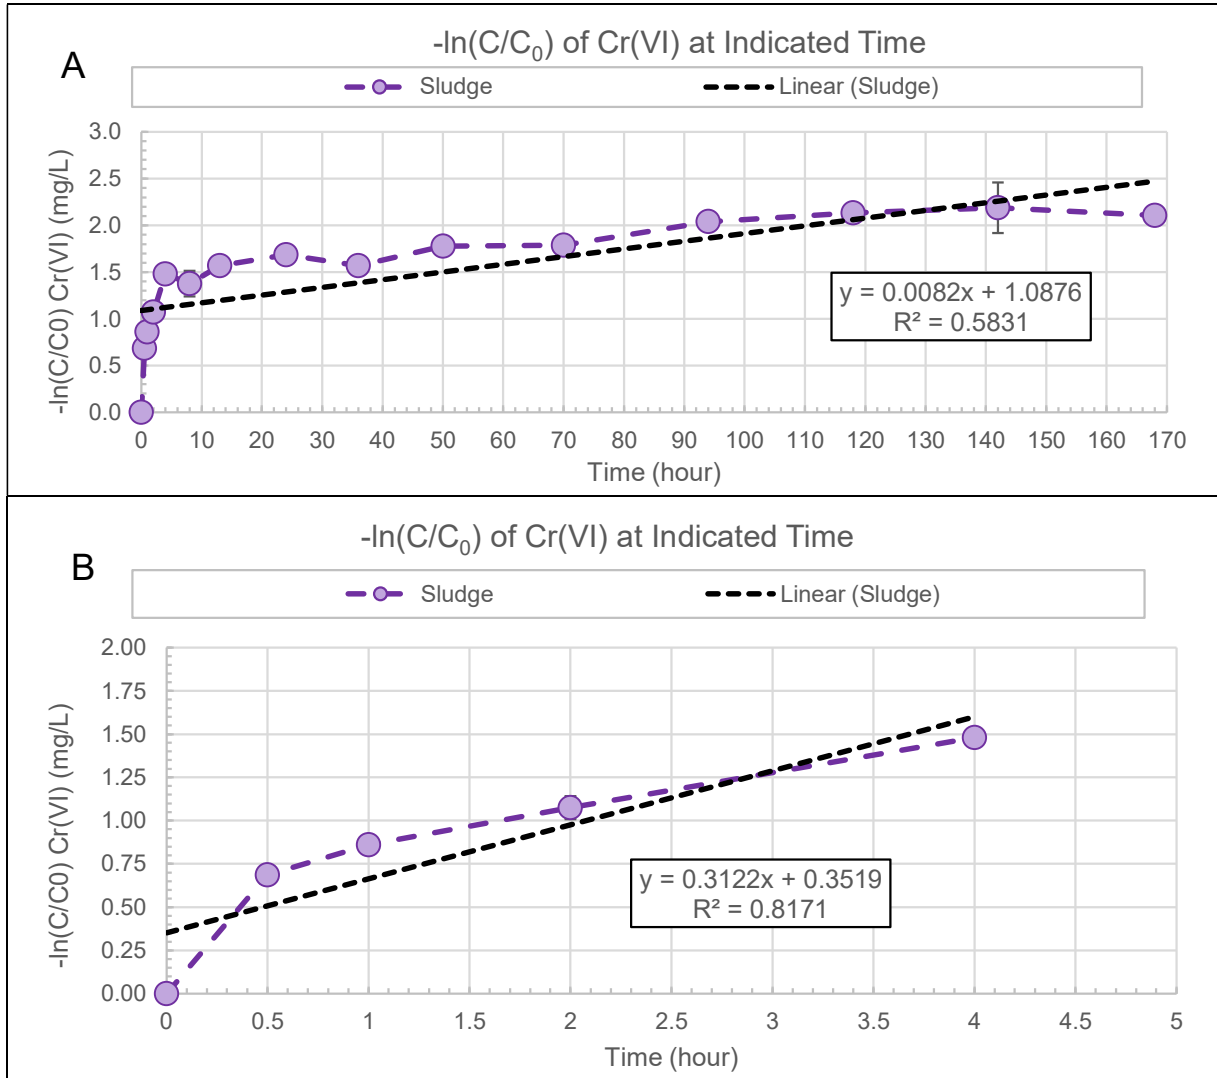 A
-ln(C/C₀) of Cr(VI) at Indicated Time
Sludge Linear (Sludge)
-ln(C/C0) Cr(VI) (mg/L)
3.0
2.5
2.0
1.5
1.0
0.5
0.0
y = 0.0082x + 1.0876
R² = 0.5831
0 10 20 30 40 50 60 70 80 90 100 110 120 130 140 150 160 170
Time (hour)
B
-ln(C/C₀) of Cr(VI) at Indicated Time
Sludge Linear (Sludge)
-ln(C/C0) Cr(VI) (mg/L)
2.00
1.75
1.50
1.25
1.00
0.75
0.50
0.25
0.00
y = 0.3122x + 0.3519
R² = 0.8171
0 0.5 1 1.5 2 2.5 3 3.5 4 4.5 5
Time (hour)